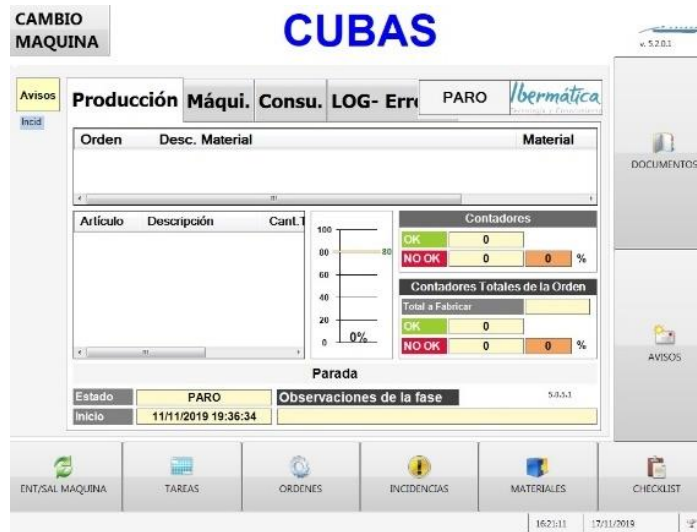 CAMBIO
MAQUINA
CUBAS
v. 5.2.0.1
Avisos
Incid
Producción Máqui. Consu. LOG- Erro PARO Ibermática
Orden Desc. Material Material
DOCUMENTOS
Artículo Descripción Cant.T
100
80
60
40
20
0
80
0%
Contadores
OK 0
NO OK 0 0 %
Contadores Totales de la Orden
Total a Fabricar
OK 0
NO OK 0 0 %
AVISOS
Parada
Estado PARO Observaciones de la fase 5.0.5.1
Inicio 11/11/2019 19:36:34
ENT/SAL MAQUINA TAREAS ORDENES INCIDENCIAS MATERIALES CHECKLIST
16:21:11 17/11/2019